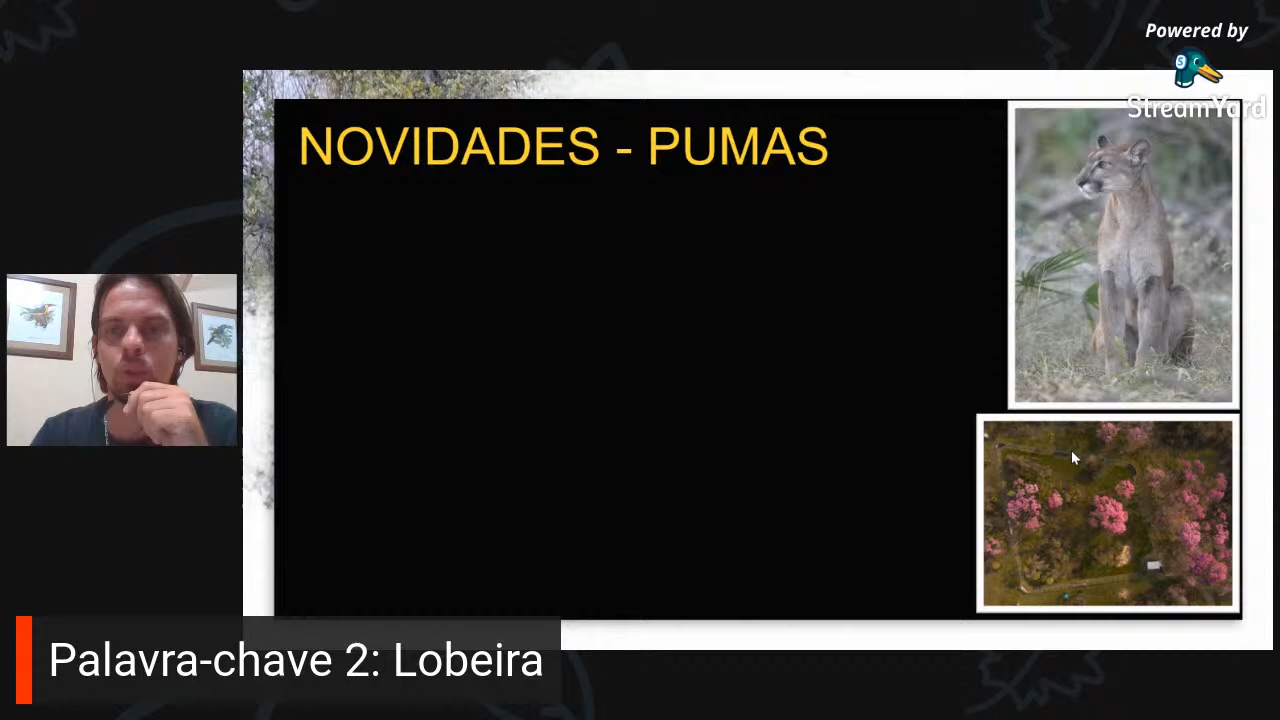 Powered by
StreamYard
NOVIDADES - PUMAS
Palavra-chave 2: Lobeira